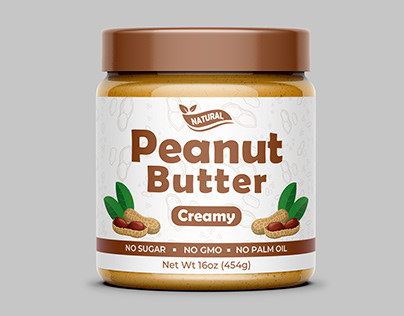 NATURAL
Peanut
Butter
Creamy
NO SUGAR ▪ NO GMO ▪ NO PALM OIL
Net Wt 16oz (454g)